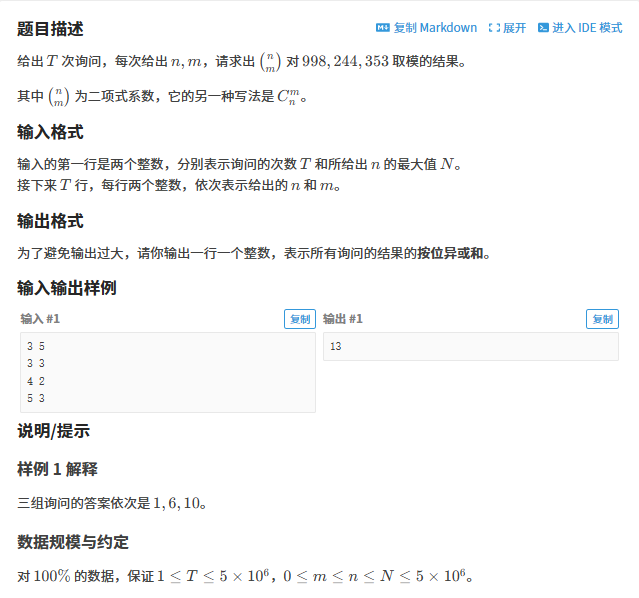 题目描述
复制 Markdown 展开 进入 IDE 模式
给出 T 次询问，每次给出 n, m，请求出 (n m) 对 998, 244, 353 取模的结果。
其中 (n m) 为二项式系数，它的另一种写法是 C_n^m。
输入格式
输入的第一行是两个整数，分别表示询问的次数 T 和所给出 n 的最大值 N。
接下来 T 行，每行两个整数，依次表示给出的 n 和 m。
输出格式
为了避免输出过大，请你输出一行一个整数，表示所有询问的结果的按位异或和。
输入输出样例
输入 #1 复制
3 5
3 3
4 2
5 3
输出 #1 复制
13
说明/提示
样例 1 解释
三组询问的答案依次是 1, 6, 10。
数据规模与约定
对 100% 的数据，保证 1 ≤ T ≤ 5 × 10^6，0 ≤ m ≤ n ≤ N ≤ 5 × 10^6。